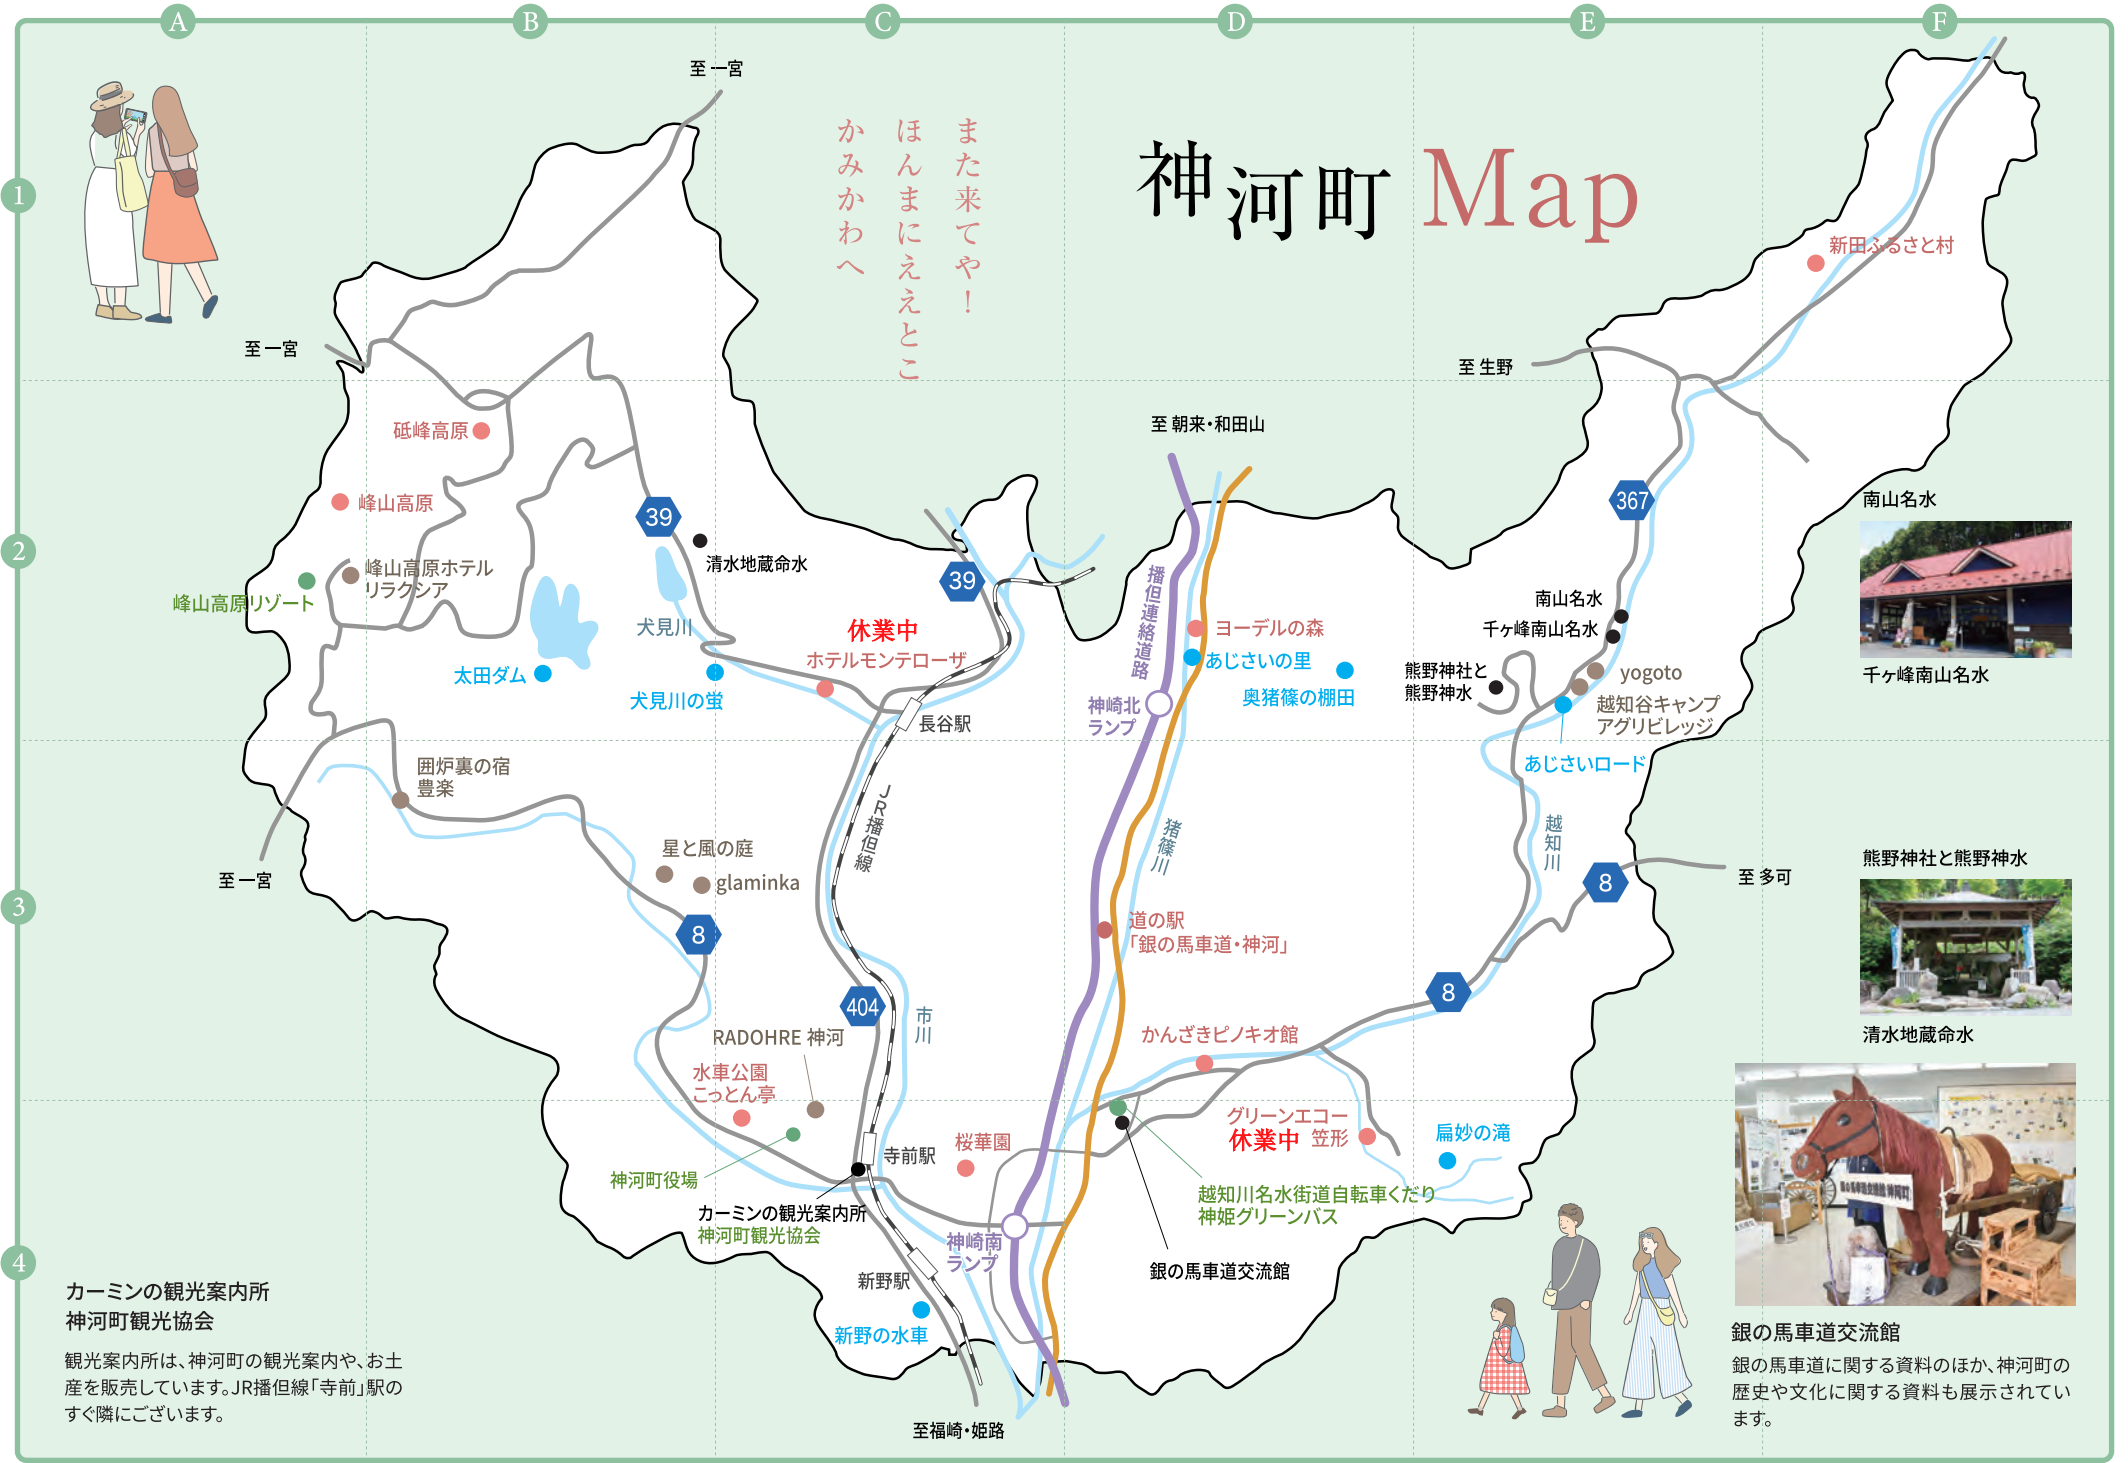 A
B
C
D
E
F
1
2
3
4
神河町 Map
また来てや！
ほんまにええとこ
かみかわへ
至 一宮
至 一宮
至 一宮
至 生野
至 朝来・和田山
至 多可
至福崎・姫路
新田ふるさと村
砥峰高原
峰山高原
峰山高原ホテル
リラクシア
峰山高原リゾート
39
清水地蔵命水
39
犬見川
太田ダム
犬見川の蛍
休業中
ホテルモンテローザ
長谷駅
播但連絡道路
神崎北
ランプ
ヨーデルの森
あじさいの里
奥猪篠の棚田
367
南山名水
千ヶ峰南山名水
熊野神社と
熊野神水
yogoto
越知谷キャンプ
アグリビレッジ
あじさいロード
南山名水
千ヶ峰南山名水
囲炉裏の宿
豊楽
星と風の庭
glaminka
8
JR播但線
猪篠川
越知川
8
道の駅
「銀の馬車道・神河」
404
市川
8
RADOHRE 神河
水車公園
こっとん亭
かんざきピノキオ館
熊野神社と熊野神水
清水地蔵命水
神河町役場
寺前駅
桜華園
カーミンの観光案内所
神河町観光協会
グリーンエコー
休業中 笠形
扁妙の滝
越知川名水街道自転車くだり
神姫グリーンバス
銀の馬車道交流館
神崎南
ランプ
新野駅
新野の水車
カーミンの観光案内所
神河町観光協会
観光案内所は、神河町の観光案内や、お土
産を販売しています。JR播但線「寺前」駅の
すぐ隣にございます。
銀の馬車道交流館
銀の馬車道に関する資料のほか、神河町の
歴史や文化に関する資料も展示されてい
ます。